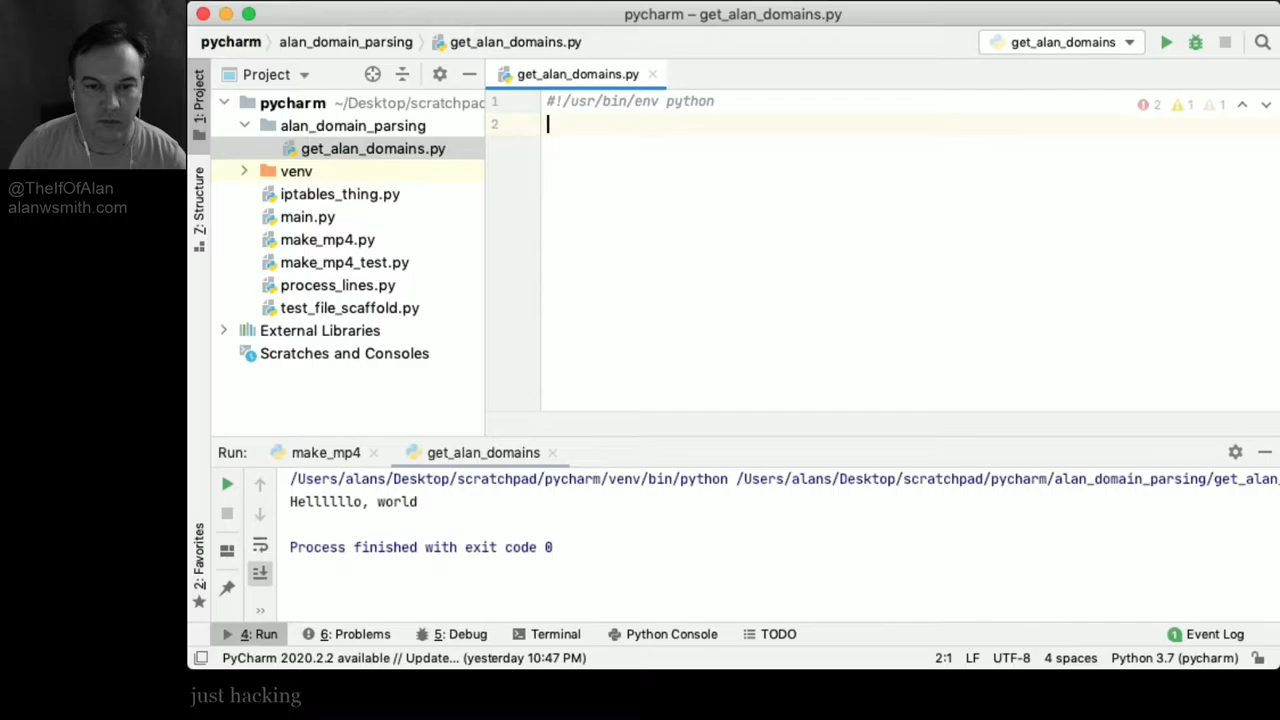 pycharm – get_alan_domains.py
pycharm alan_domain_parsing get_alan_domains.py
get_alan_domains
1: Project
Project
get_alan_domains.py
pycharm ~/Desktop/scratchpad
alan_domain_parsing
get_alan_domains.py
venv
iptables_thing.py
main.py
make_mp4.py
make_mp4_test.py
process_lines.py
test_file_scaffold.py
External Libraries
Scratches and Consoles
1 #!/usr/bin/env python
2
2 1 1
@TheIfOfAlan
alanwsmith.com
7: Structure
2: Favorites
Run: make_mp4 get_alan_domains
/Users/alans/Desktop/scratchpad/pycharm/venv/bin/python /Users/alans/Desktop/scratchpad/pycharm/alan_domain_parsing/get_alan_
Helllllo, world
Process finished with exit code 0
4: Run 6: Problems 5: Debug Terminal Python Console TODO 1 Event Log
PyCharm 2020.2.2 available // Update... (yesterday 10:47 PM) 2:1 LF UTF-8 4 spaces Python 3.7 (pycharm)
just hacking